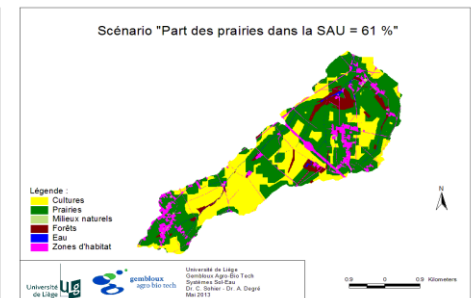 Scénario "Part des prairies dans la SAU = 61 %"
Légende :
Cultures
Prairies
Milieux naturels
Forêts
Eau
Zones d'habitat
N
Université
de Liège
gembloux
agro bio tech
Université de Liège
Gembloux Agro Bio Tech
Systèmes Sol-Eau
Dr. C. Sohier - Dr. A. Degré
Mai 2013
0.9 0 0.9 Kilometers